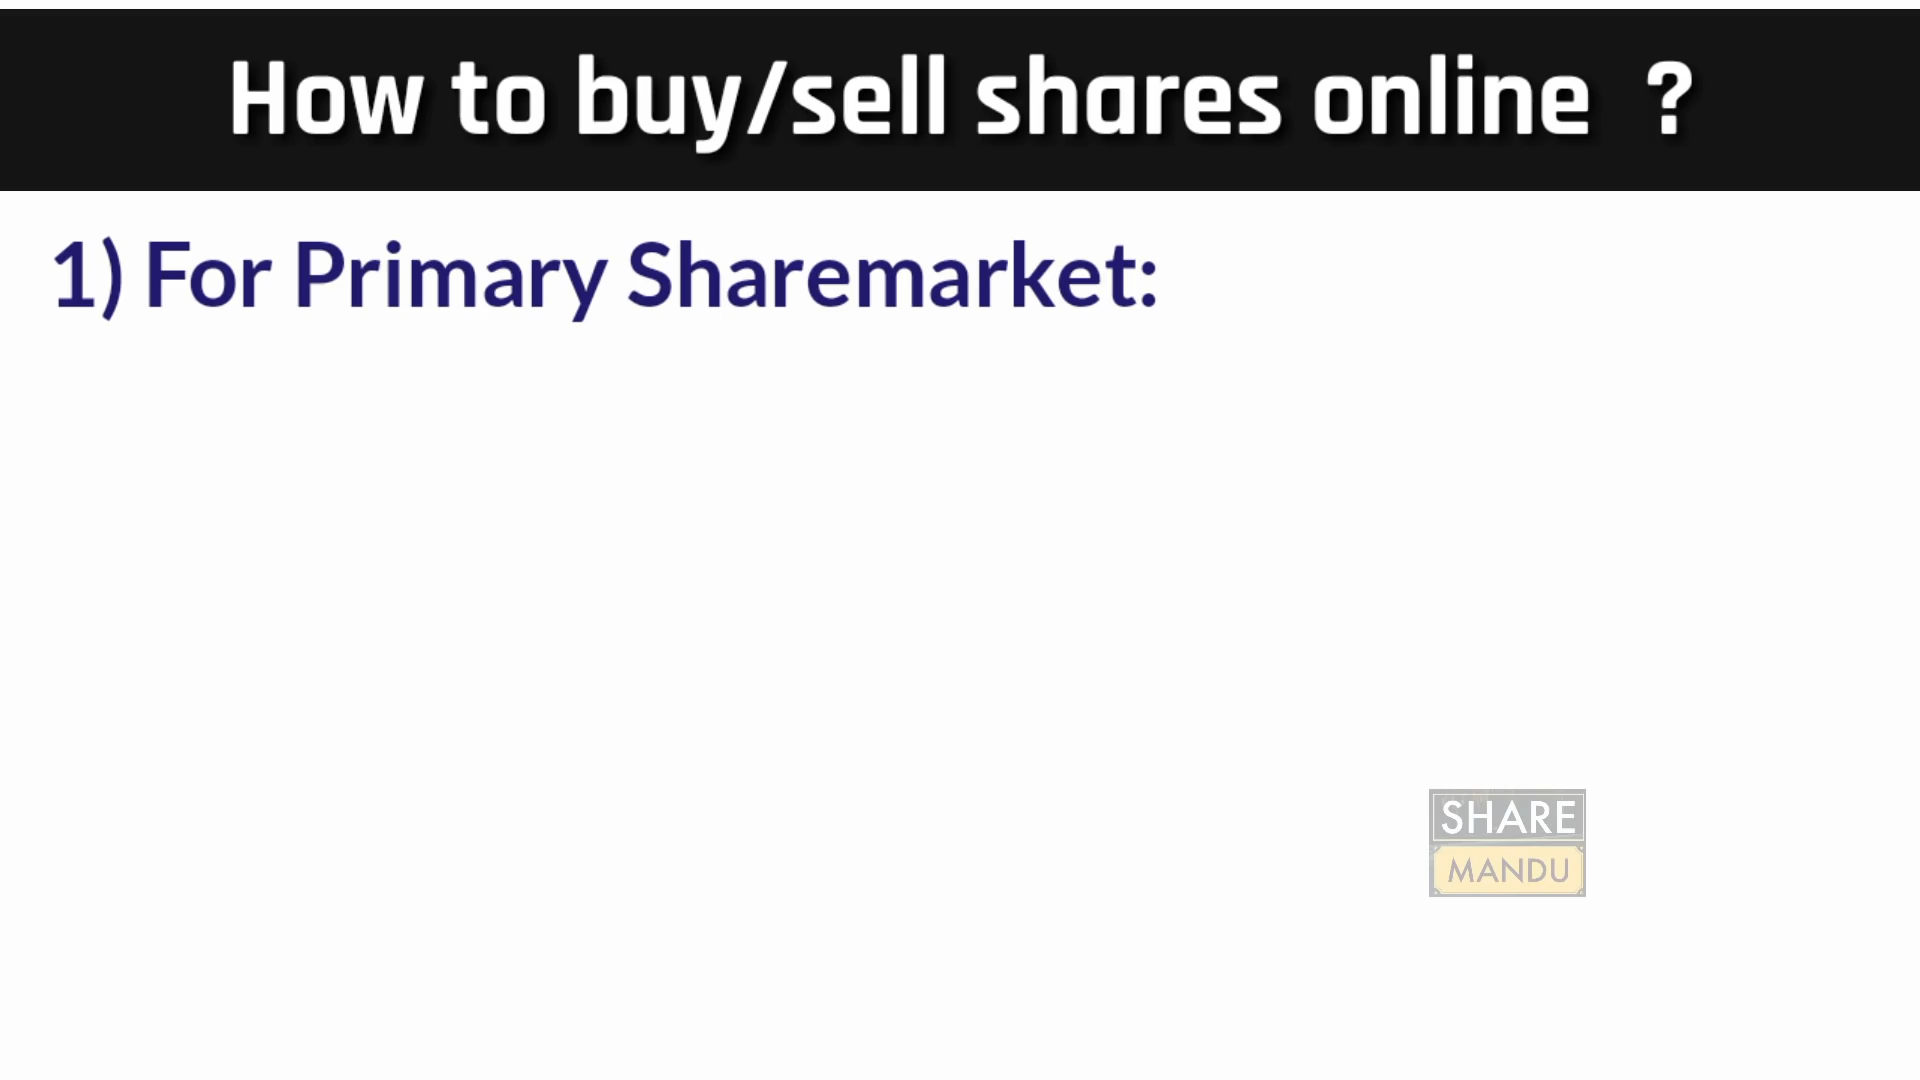 How to buy/sell shares online ?
1) For Primary Sharemarket:
SHARE
MANDU